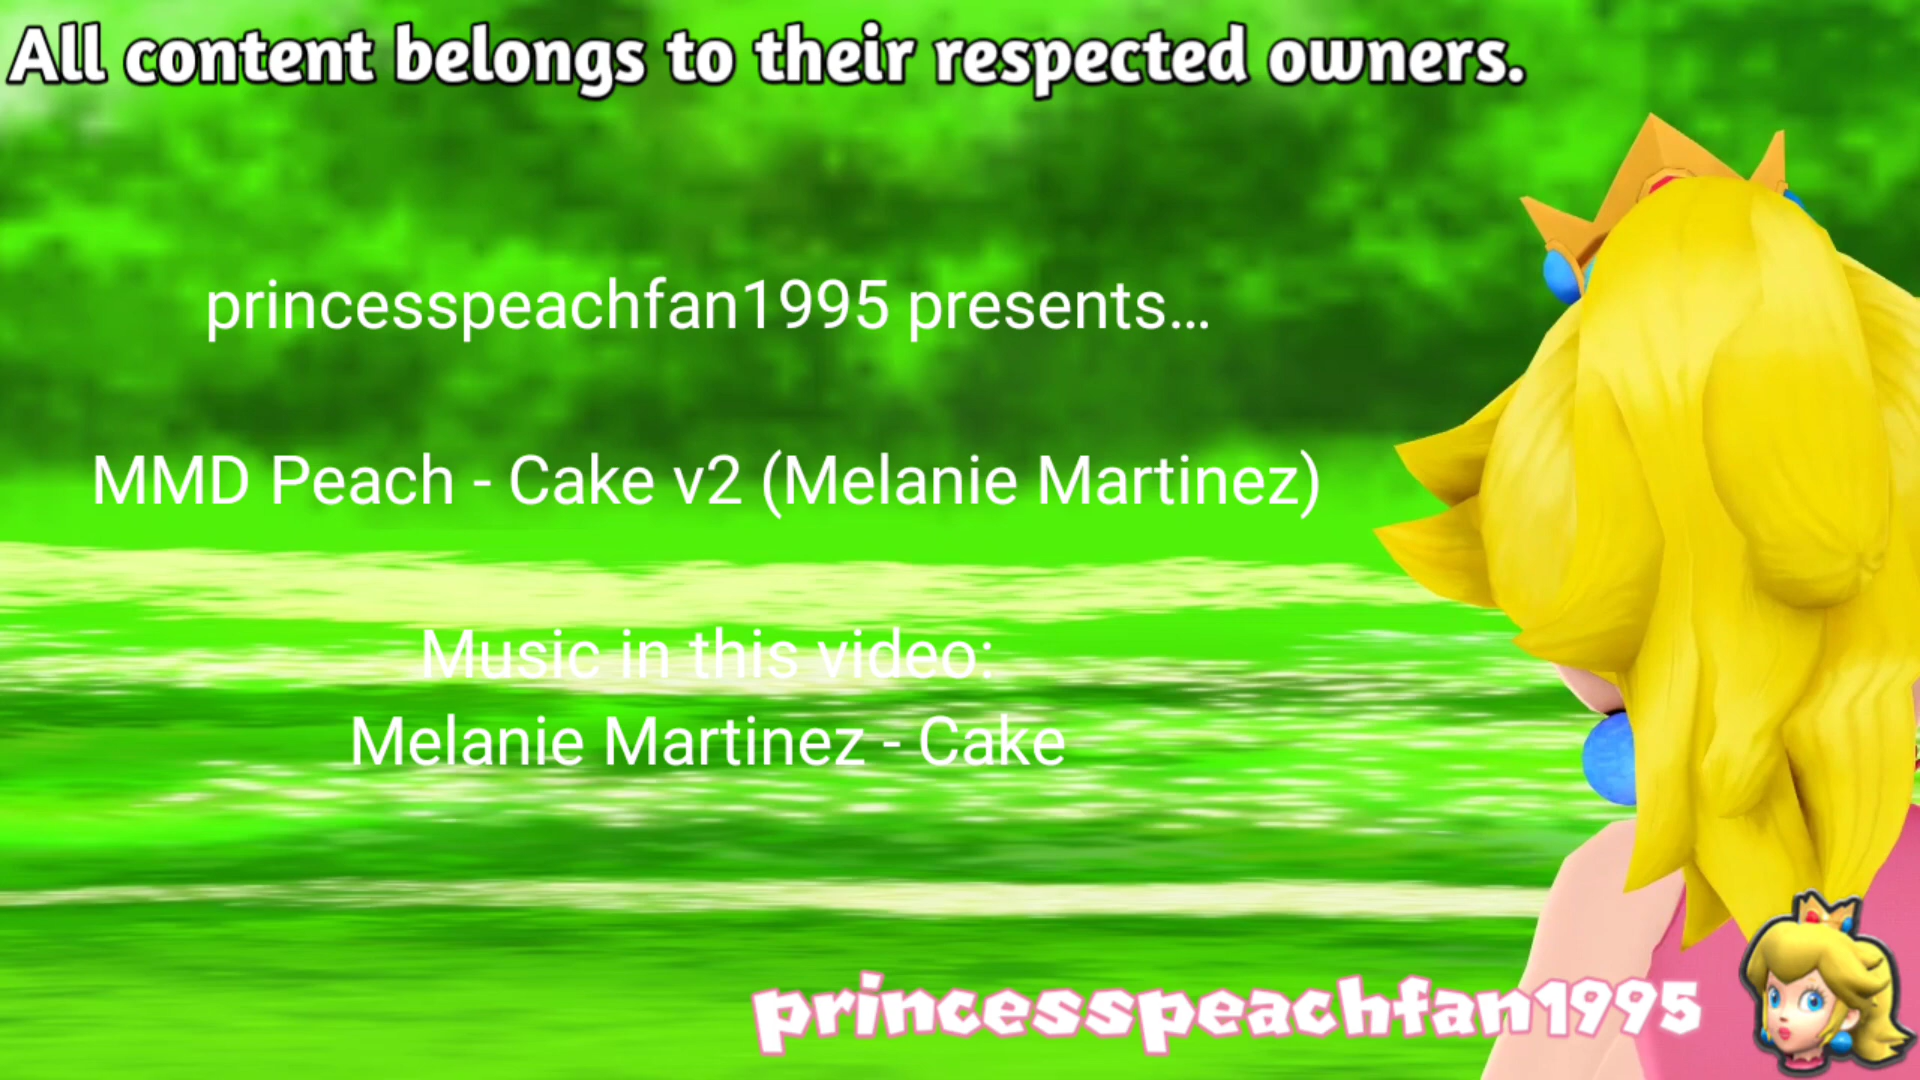 All content belongs to their respected owners.
princesspeachfan1995 presents...
MMD Peach - Cake v2 (Melanie Martinez)
Music in this video:
Melanie Martinez - Cake
princesspeachfan1995